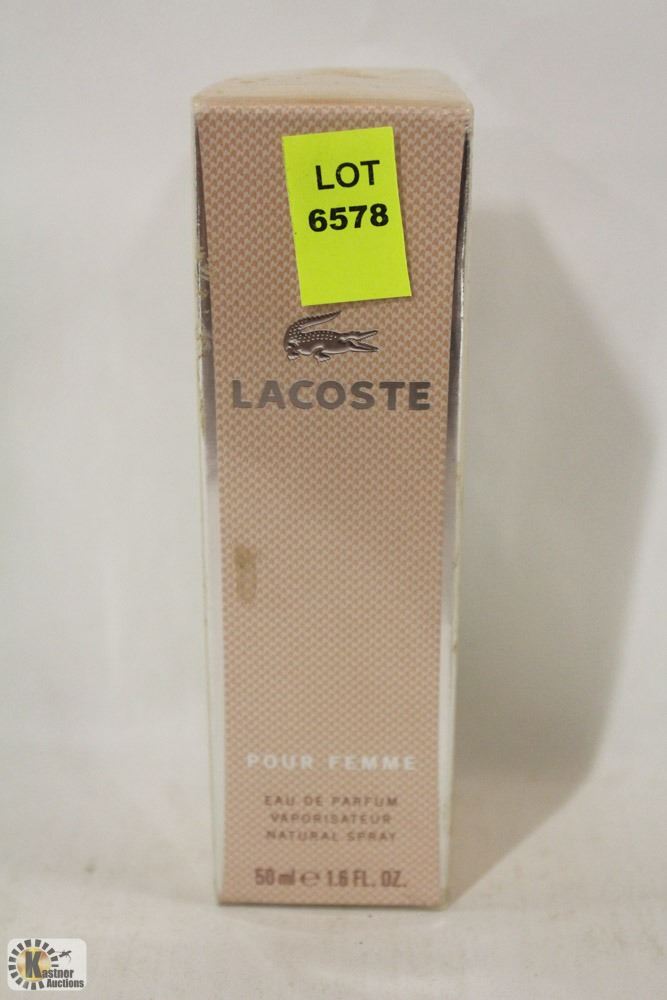 LOT
6578
LACOSTE
POUR FEMME
EAU DE PARFUM
VAPORISATEUR
NATURAL SPRAY
50 ml ℮ 1.6 FL. OZ.
Kastner
Auctions